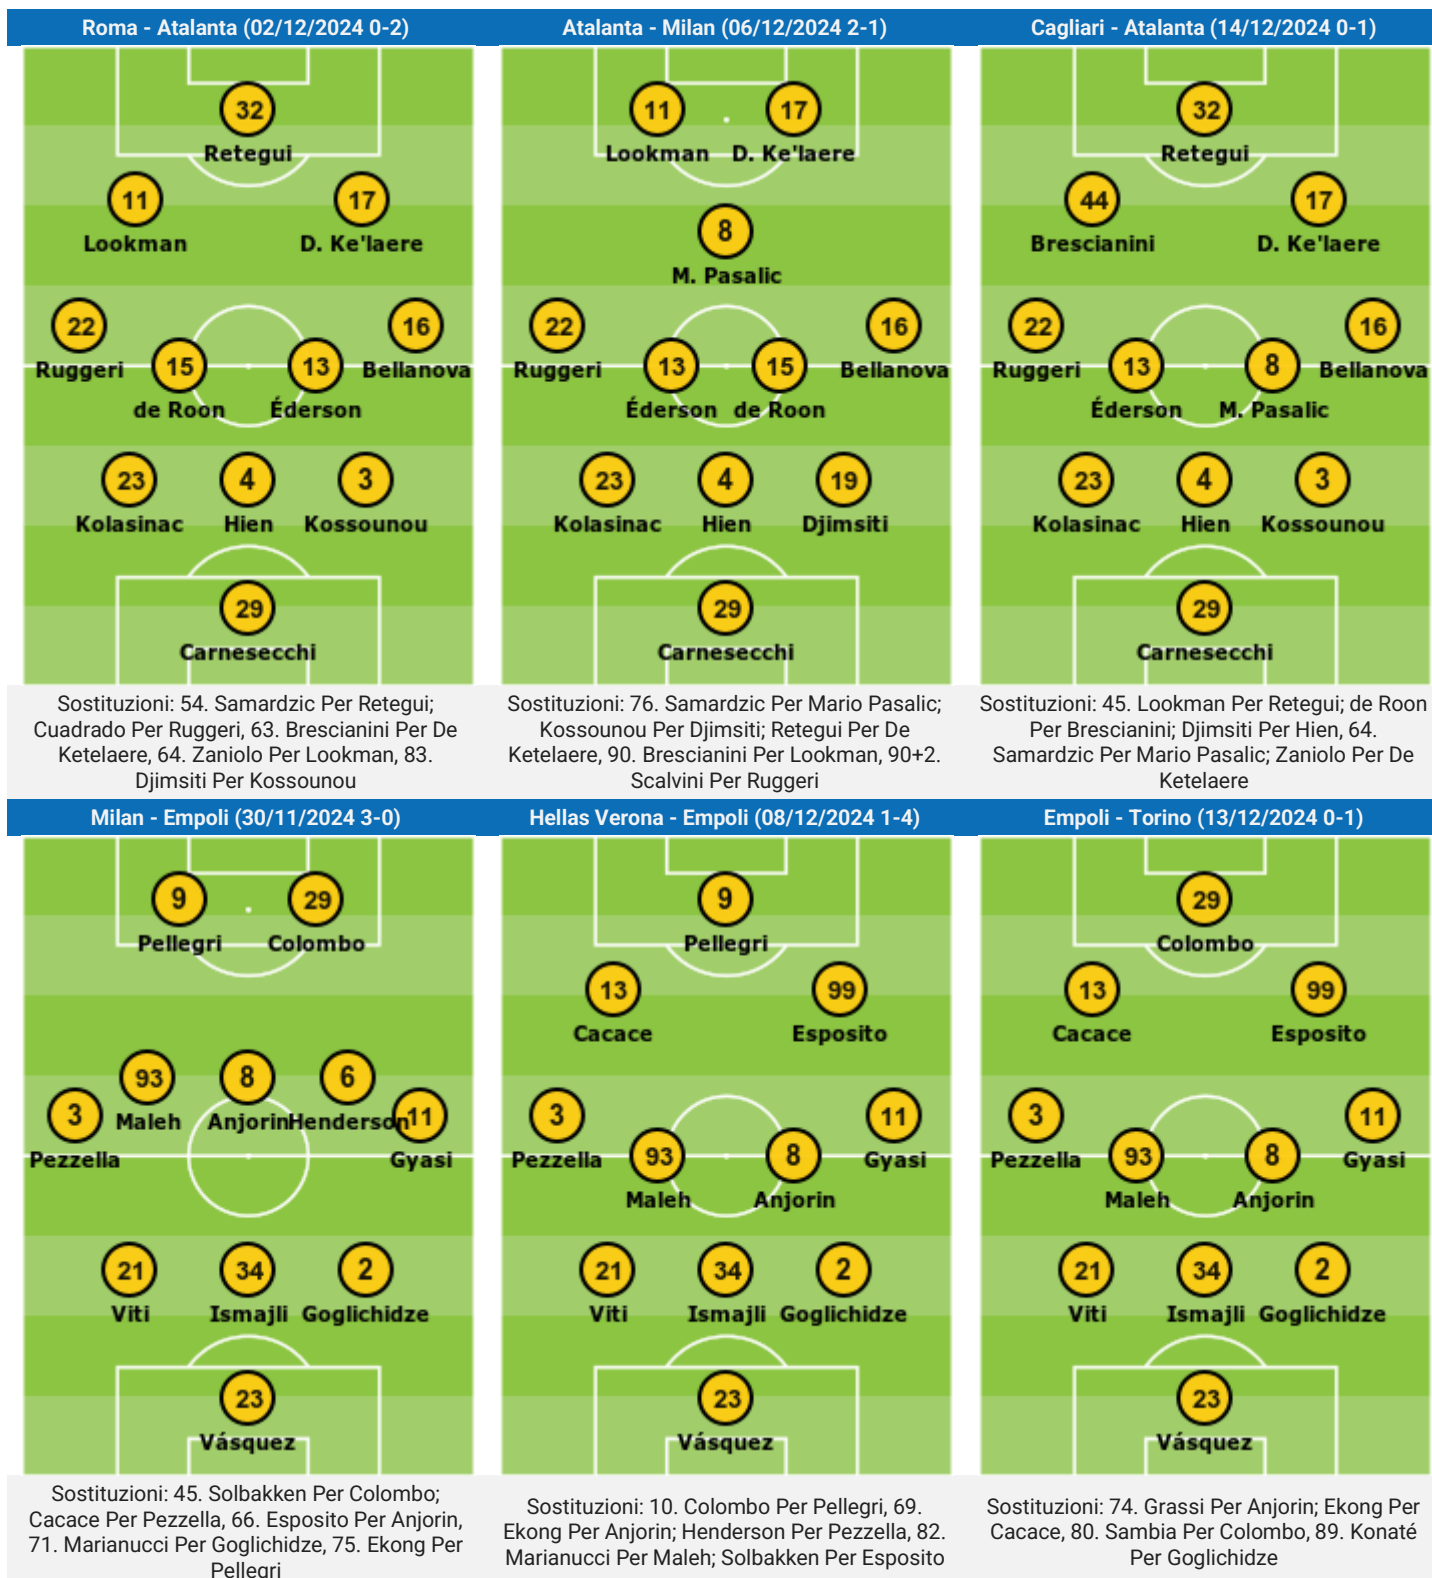 Roma - Atalanta (02/12/2024 0-2)
32
Retegui
11
17
Lookman
D. Ke'laere
22
16
Ruggeri
15
13
Bellanova
de Roon
Éderson
23
4
3
Kolasinac
Hien
Kossounou
29
Carnesecchi
Sostituzioni: 54. Samardzic Per Retegui;
Cuadrado Per Ruggeri, 63. Brescianini Per De
Ketelaere, 64. Zaniolo Per Lookman, 83.
Djimsiti Per Kossounou
Atalanta - Milan (06/12/2024 2-1)
11
17
Lookman
D. Ke'laere
8
M. Pasalic
22
16
Ruggeri
13
15
Bellanova
Éderson
de Roon
23
4
19
Kolasinac
Hien
Djimsiti
29
Carnesecchi
Sostituzioni: 76. Samardzic Per Mario Pasalic;
Kossounou Per Djimsiti; Retegui Per De
Ketelaere, 90. Brescianini Per Lookman, 90+2.
Scalvini Per Ruggeri
Cagliari - Atalanta (14/12/2024 0-1)
32
Retegui
44
17
Brescianini
D. Ke'laere
22
16
Ruggeri
13
8
Bellanova
Éderson
M. Pasalic
23
4
3
Kolasinac
Hien
Kossounou
29
Carnesecchi
Sostituzioni: 45. Lookman Per Retegui; de Roon
Per Brescianini; Djimsiti Per Hien, 64.
Samardzic Per Mario Pasalic; Zaniolo Per De
Ketelaere
Milan - Empoli (30/11/2024 3-0)
9
29
Pellegri
Colombo
93
8
6
3
Maleh
Anjorin
Henderson
11
Pezzella
Gyasi
21
34
2
Viti
Ismajli
Goglichidze
23
Vásquez
Sostituzioni: 45. Solbakken Per Colombo;
Cacace Per Pezzella, 66. Esposito Per Anjorin,
71. Marianucci Per Goglichidze, 75. Ekong Per
Pellegri
Hellas Verona - Empoli (08/12/2024 1-4)
9
Pellegri
13
99
Cacace
Esposito
3
11
Pezzella
93
8
Gyasi
Maleh
Anjorin
21
34
2
Viti
Ismajli
Goglichidze
23
Vásquez
Sostituzioni: 10. Colombo Per Pellegri, 69.
Ekong Per Anjorin; Henderson Per Pezzella, 82.
Marianucci Per Maleh; Solbakken Per Esposito
Empoli - Torino (13/12/2024 0-1)
29
Colombo
13
99
Cacace
Esposito
3
11
Pezzella
93
8
Gyasi
Maleh
Anjorin
21
34
2
Viti
Ismajli
Goglichidze
23
Vásquez
Sostituzioni: 74. Grassi Per Anjorin; Ekong Per
Cacace, 80. Sambia Per Colombo, 89. Konaté
Per Goglichidze